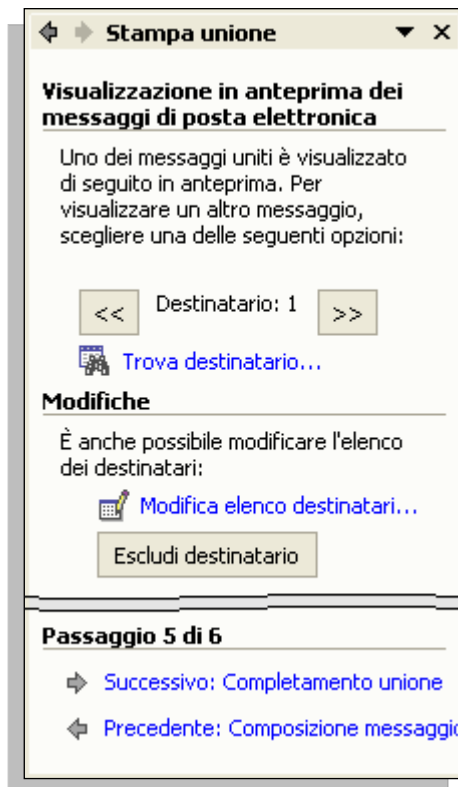 Stampa unione
Visualizzazione in anteprima dei
messaggi di posta elettronica
Uno dei messaggi uniti è visualizzato
di seguito in anteprima. Per
visualizzare un altro messaggio,
scegliere una delle seguenti opzioni:
<< Destinatario: 1 >>
Trova destinatario...
Modifiche
È anche possibile modificare l'elenco
dei destinatari:
Modifica elenco destinatari...
Escludi destinatario
Passaggio 5 di 6
Successivo: Completamento unione
Precedente: Composizione messaggio